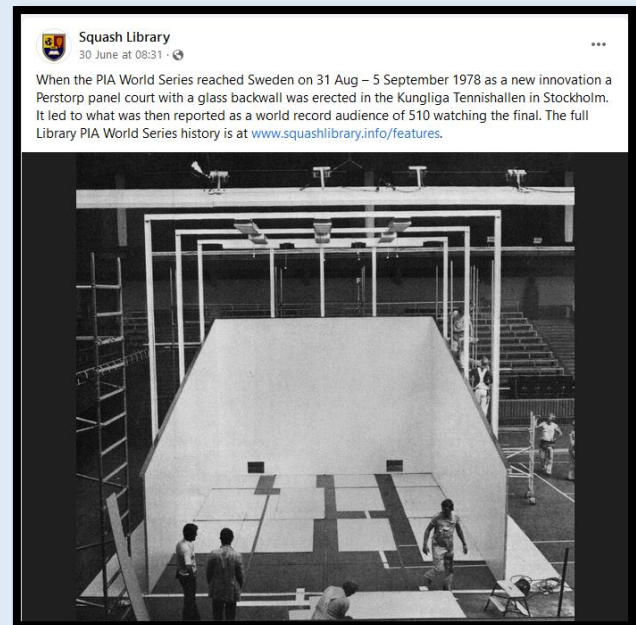 Squash Library
30 June at 08:31 ·
When the PIA World Series reached Sweden on 31 Aug – 5 September 1978 as a new innovation a
Perstorp panel court with a glass backwall was erected in the Kungliga Tennishallen in Stockholm.
It led to what was then reported as a world record audience of 510 watching the final. The full
Library PIA World Series history is at www.squashlibrary.info/features.